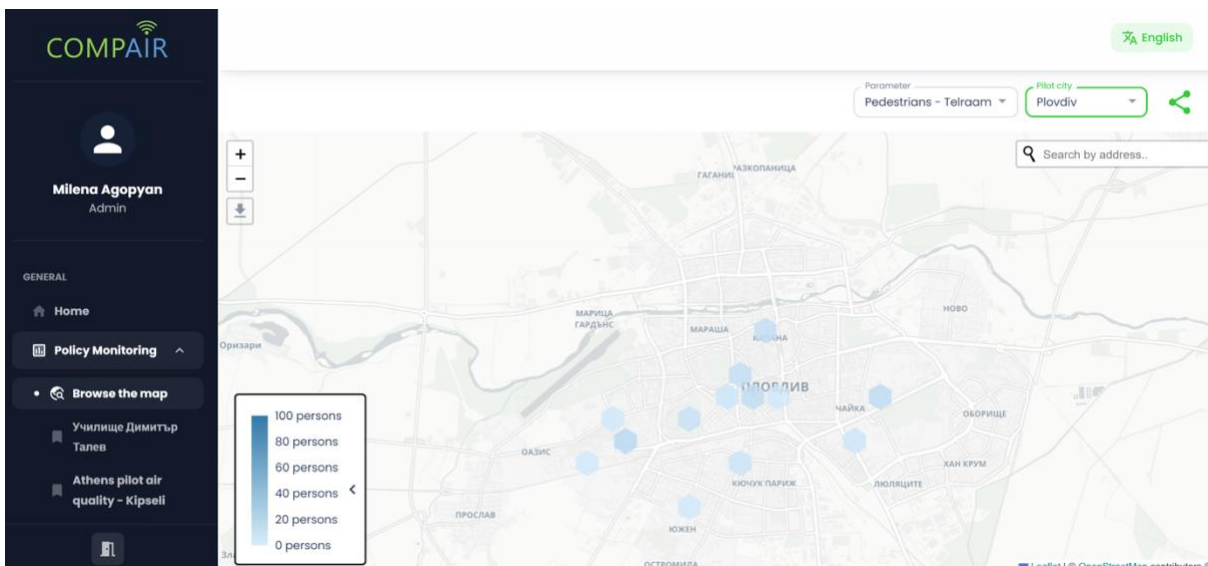 COMPAIR
English
Parameter
Pedestrians - Telraam
Pilot city
Plovdiv
Milena Agopyan
Admin
GENERAL
Home
Policy Monitoring
Browse the map
Училище Димитър
Талев
Athens pilot air
quality - Kipseli
+
−
Search by address..
НОВО
МАРИЦА
ГАРДЪНС
МАРАША
Оризари
ПЛОВДИВ
ЧАЙКА
ОБОРИЩЕ
ОАЗИС
ХАН КРУМ
КЮЧУК ПАРИЖ
ЛЮЛЯЦИТЕ
ПРОСЛАВ
ЮЖЕН
ОСТРОМИЛА
100 persons
80 persons
60 persons
40 persons
20 persons
0 persons
Leaflet | © OpenStreetMap contributors ©